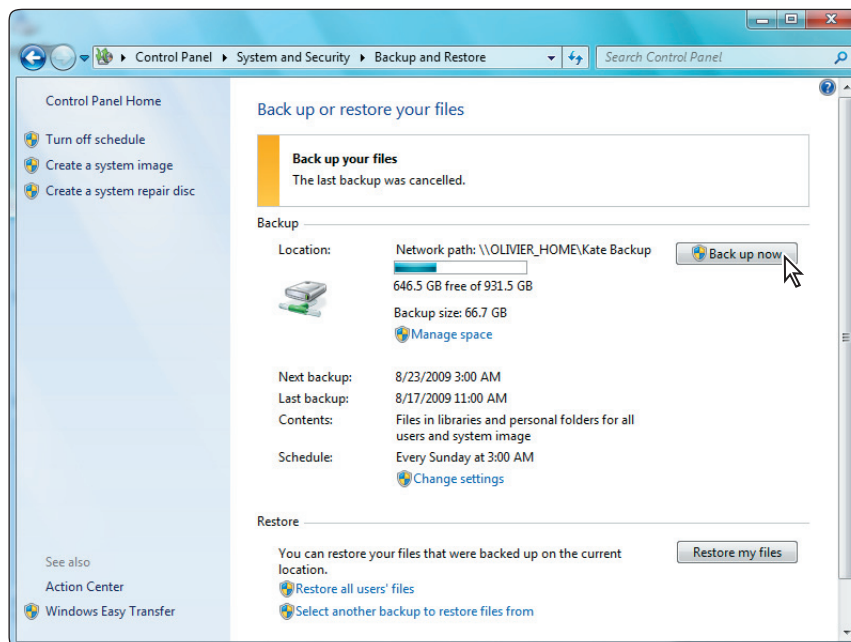 Control Panel
System and Security
Backup and Restore
Search Control Panel
Control Panel Home
Turn off schedule
Create a system image
Create a system repair disc
See also
Action Center
Windows Easy Transfer
Back up or restore your files
Back up your files
The last backup was cancelled.
Backup
Location:
Network path: \\OLIVIER_HOME\Kate Backup
Back up now
646.5 GB free of 931.5 GB
Backup size: 66.7 GB
Manage space
Next backup:
8/23/2009 3:00 AM
Last backup:
8/17/2009 11:00 AM
Contents:
Files in libraries and personal folders for all
users and system image
Schedule:
Every Sunday at 3:00 AM
Change settings
Restore
You can restore your files that were backed up on the current
location.
Restore my files
Restore all users' files
Select another backup to restore files from